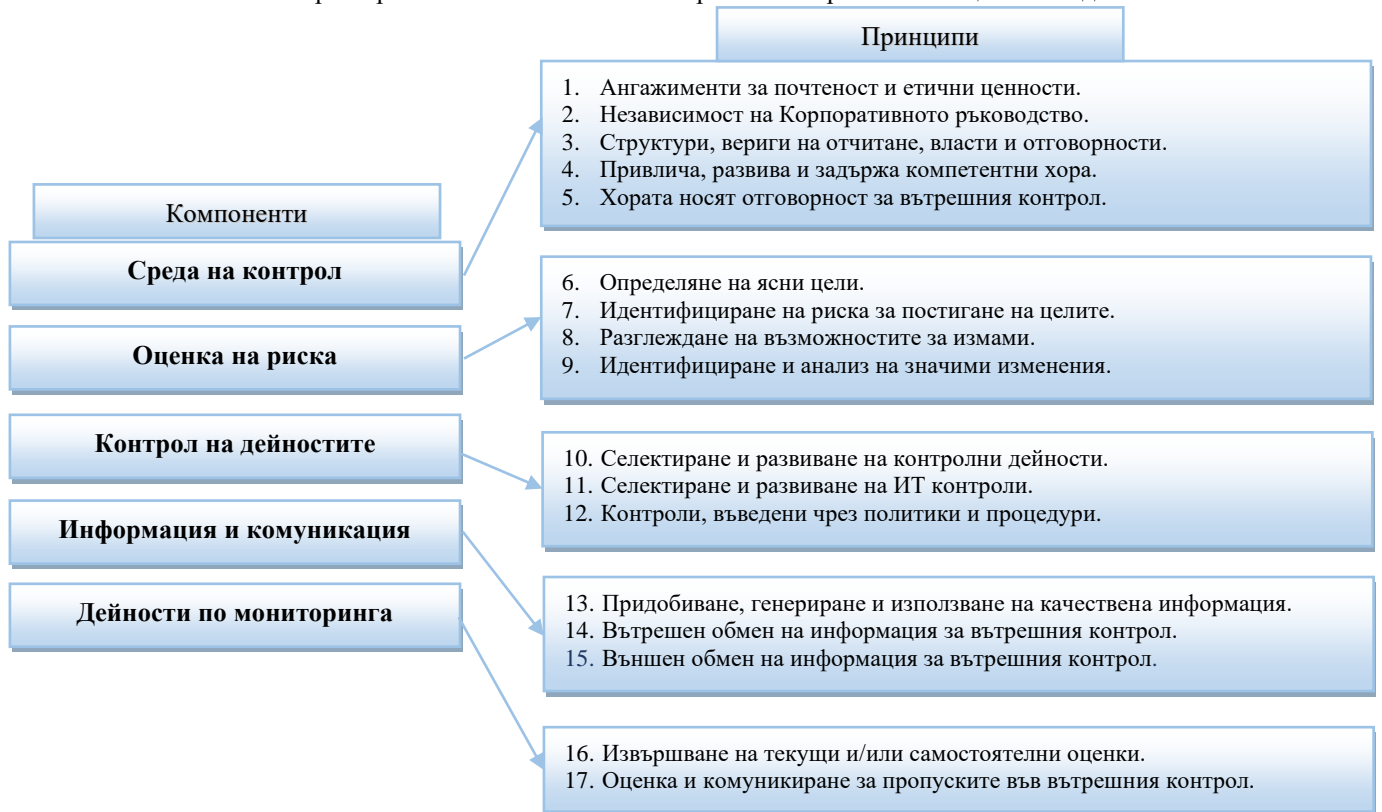 Принципи
1. Ангажименти за почтеност и етични ценности.
2. Независимост на Корпоративното ръководство.
3. Структури, вериги на отчитане, власти и отговорности.
4. Привлича, развива и задържа компетентни хора.
5. Хората носят отговорност за вътрешния контрол.
Компоненти
Среда на контрол
6. Определяне на ясни цели.
7. Идентифициране на риска за постигане на целите.
8. Разглеждане на възможностите за измами.
9. Идентифициране и анализ на значими изменения.
Оценка на риска
Контрол на дейностите
10. Селектиране и развиване на контролни дейности.
11. Селектиране и развиване на ИТ контроли.
12. Контроли, въведени чрез политики и процедури.
Информация и комуникация
Дейности по мониторинга
13. Придобиване, генериране и използване на качествена информация.
14. Вътрешен обмен на информация за вътрешния контрол.
15. Външен обмен на информация за вътрешния контрол.
16. Извършване на текущи и/или самостоятелни оценки.
17. Оценка и комуникиране за пропуските във вътрешния контрол.